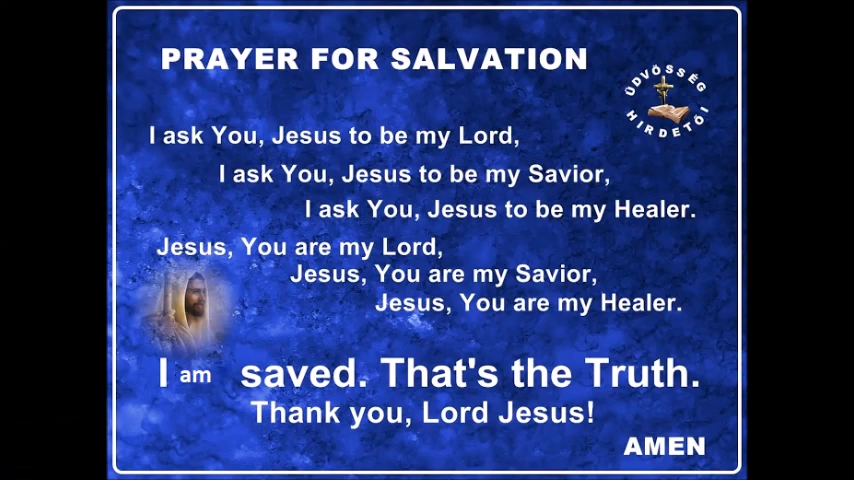 PRAYER FOR SALVATION
ÜDVÖSSÉG
HIRDETŐI
I ask You, Jesus to be my Lord,
I ask You, Jesus to be my Savior,
I ask You, Jesus to be my Healer.
Jesus, You are my Lord,
Jesus, You are my Savior,
Jesus, You are my Healer.
I am saved. That's the Truth.
Thank you, Lord Jesus!
AMEN